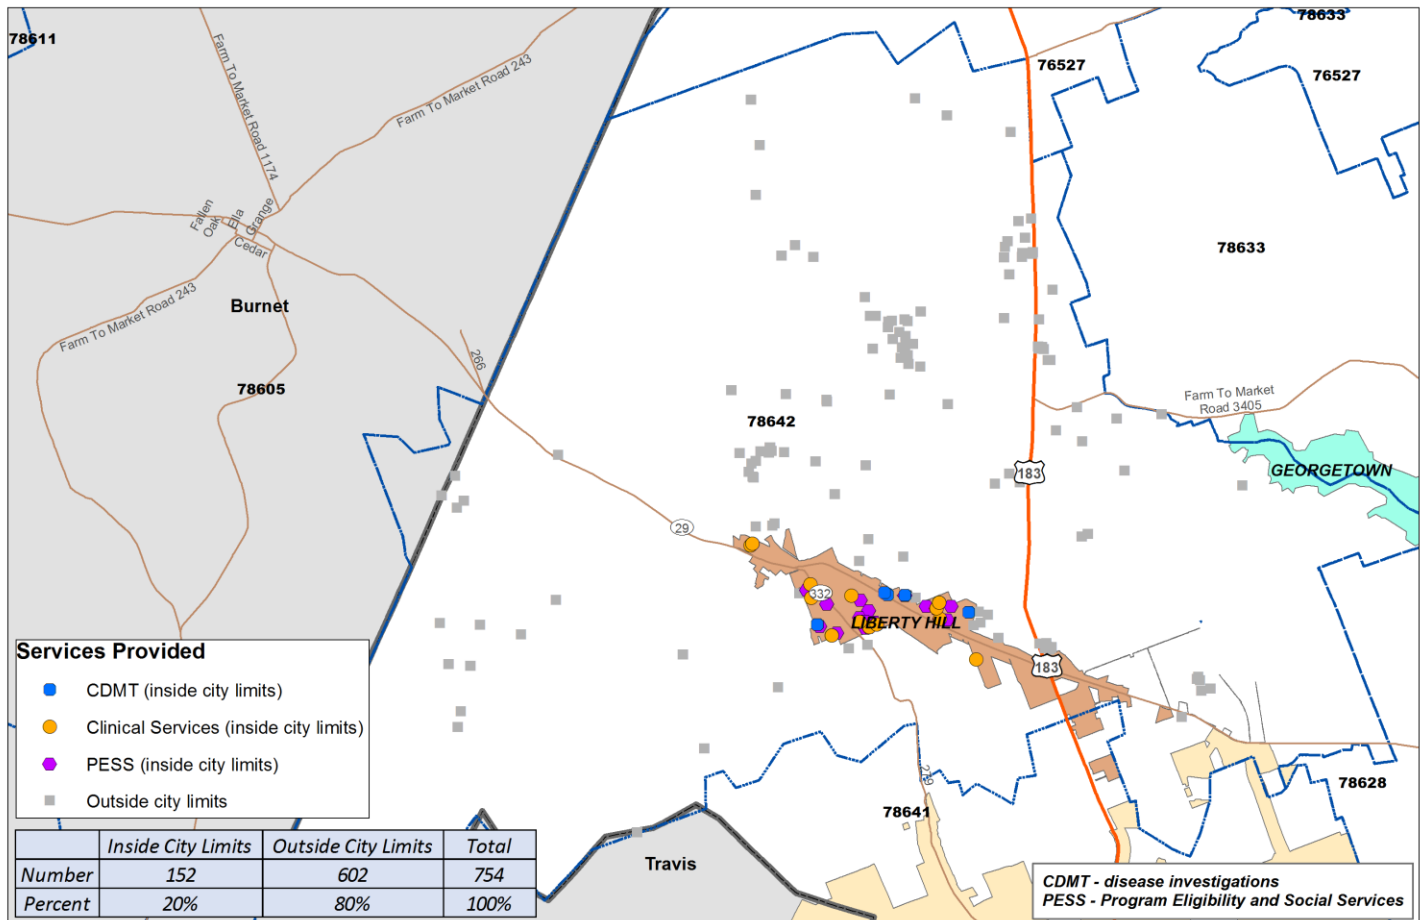 78611
78633
76527
76527
Farm To Market Road 243
Farm To Market Road 1174
Fallen
Oak
Ella
Grange
Cedar
78633
Farm To Market Road 243
Burnet
266
78605
Farm To Market
Road 3405
78642
GEORGETOWN
183
29
332
LIBERTY HILL
183
Services Provided
CDMT (inside city limits)
Clinical Services (inside city limits)
PESS (inside city limits)
Outside city limits
78628
78641
Travis
Inside City Limits Outside City Limits Total
Number 152 602 754
Percent 20% 80% 100%
CDMT - disease investigations
PESS - Program Eligibility and Social Services